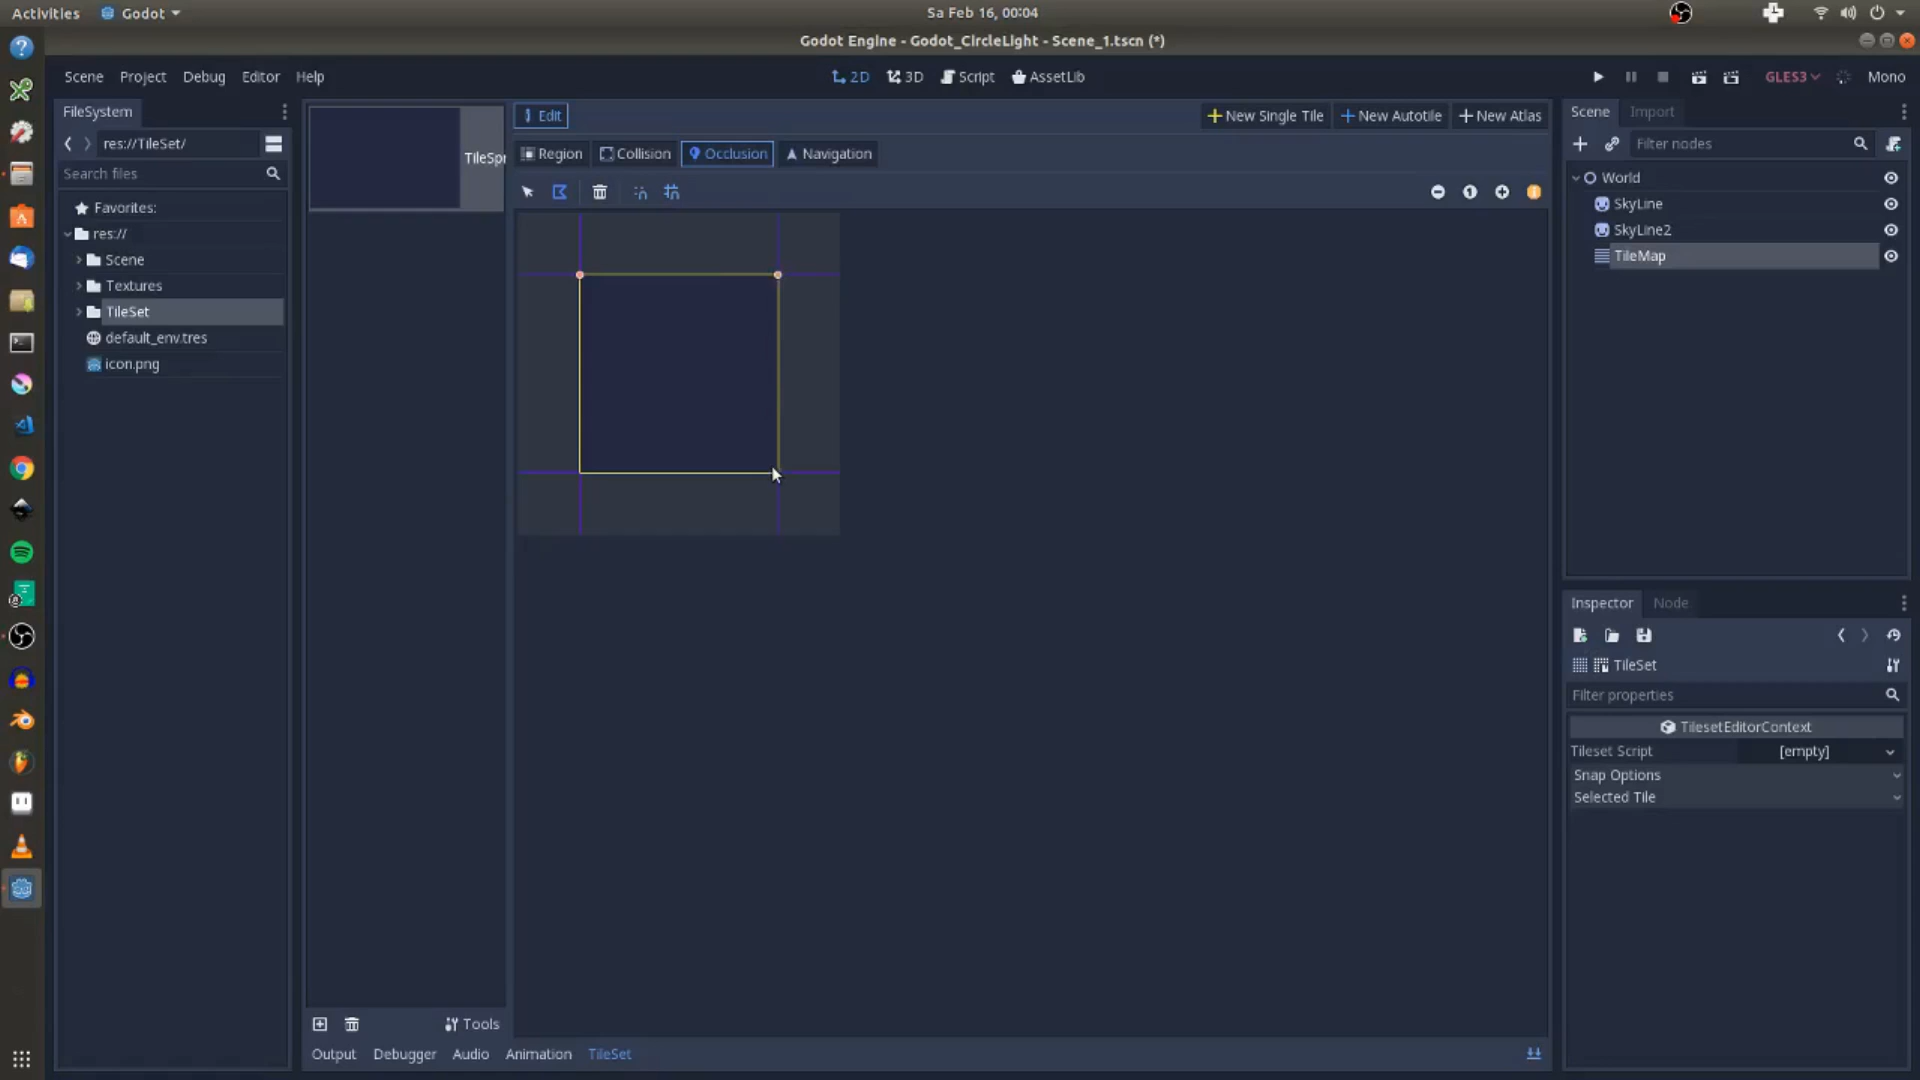 Activities Godot Sa Feb 16, 00:04
Godot Engine - Godot_CircleLight - Scene_1.tscn (*)
Scene Project Debug Editor Help 2D 3D Script AssetLib GLES3 Mono
FileSystem
res://TileSet/
Search files
Favorites:
res://
Scene
Textures
TileSet
default_env.tres
icon.png
TileSpr
Edit New Single Tile New Autotile New Atlas
Region Collision Occlusion Navigation
Tools
Output Debugger Audio Animation TileSet
Scene Import
Filter nodes
World
SkyLine
SkyLine2
TileMap
Inspector Node
TileSet
Filter properties
TilesetEditorContext
Tileset Script [empty]
Snap Options
Selected Tile